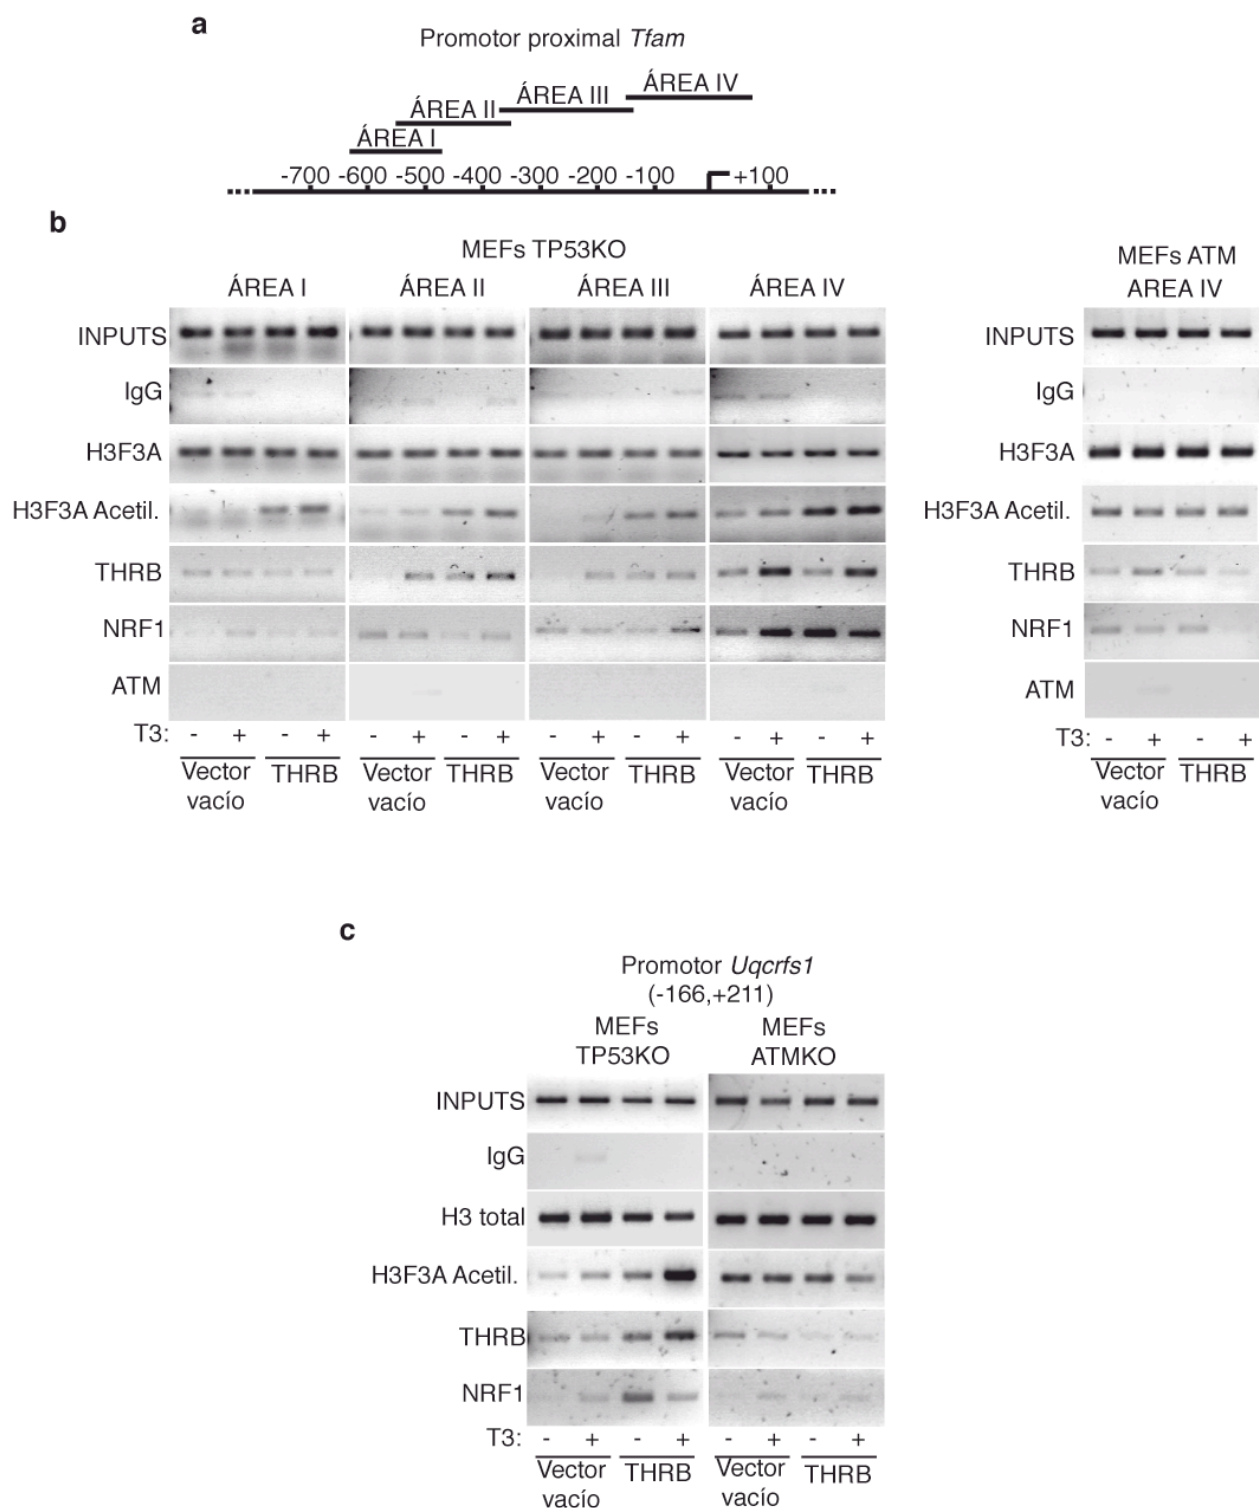 a
Promotor proximal Tfam
ÁREA IV
ÁREA III
ÁREA II
ÁREA I
-700 -600 -500 -400 -300 -200 -100 +100
b
MEFs TP53KO
ÁREA I ÁREA II ÁREA III ÁREA IV
MEFs ATM
AREA IV
INPUTS
IgG
H3F3A
H3F3A Acetil.
THRB
NRF1
ATM
T3: - + - + - + - + - + - + - + - +
Vector vacío THRB Vector vacío THRB Vector vacío THRB Vector vacío THRB
INPUTS
IgG
H3F3A
H3F3A Acetil.
THRB
NRF1
ATM
T3: - + - +
Vector THRB
vacío
c
Promotor Uqcrfs1
(-166,+211)
MEFs MEFs
TP53KO ATMKO
INPUTS
IgG
H3 total
H3F3A Acetil.
THRB
NRF1
T3: - + - + - + - +
Vector THRB Vector THRB
vacío vacío